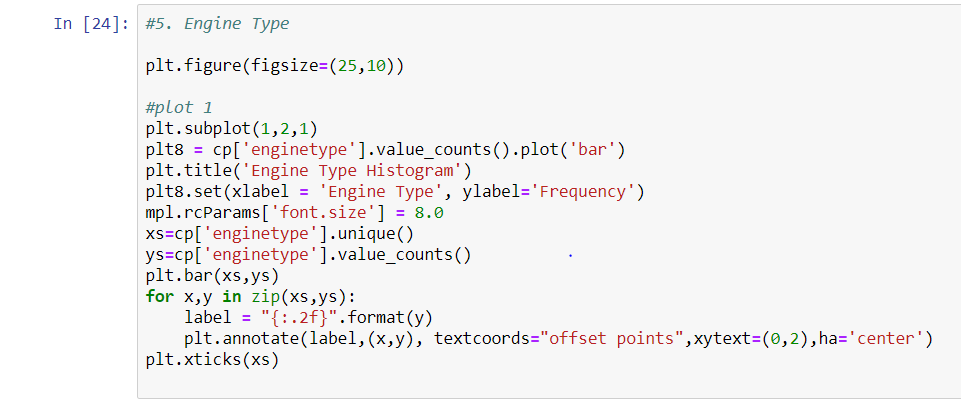 In [24]: #5. Engine Type
plt.figure(figsize=(25,10))
#plot 1
plt.subplot(1,2,1)
plt8 = cp['enginetype'].value_counts().plot('bar')
plt.title('Engine Type Histogram')
plt8.set(xlabel = 'Engine Type', ylabel='Frequency')
mpl.rcParams['font.size'] = 8.0
xs=cp['enginetype'].unique()
ys=cp['enginetype'].value_counts()
plt.bar(xs,ys)
for x,y in zip(xs,ys):
    label = "{:.2f}".format(y)
    plt.annotate(label,(x,y), textcoords="offset points",xytext=(0,2),ha='center')
plt.xticks(xs)